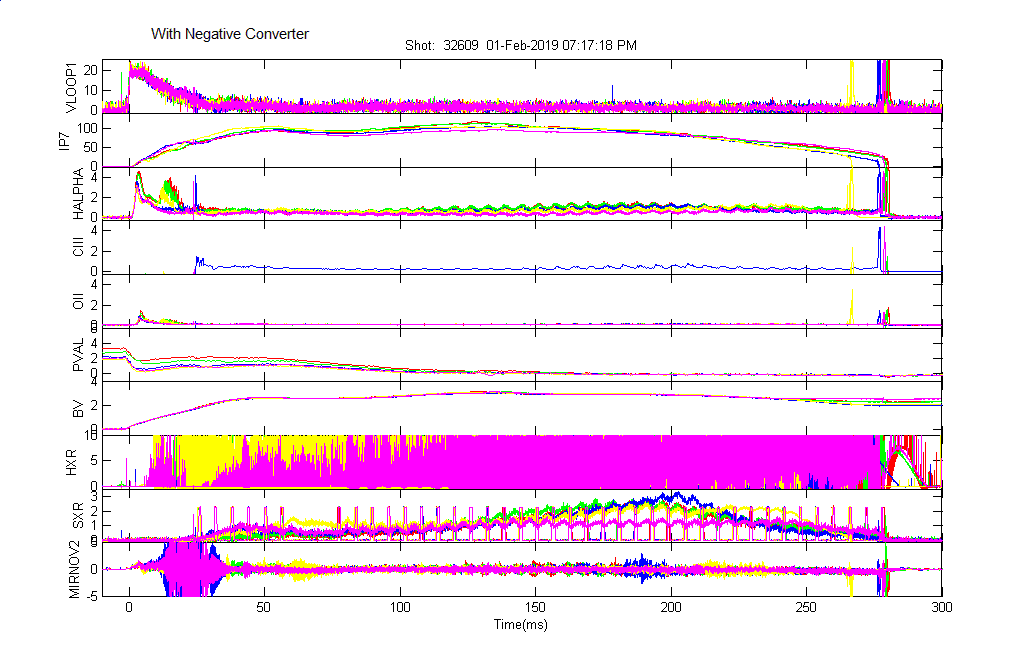 With Negative Converter
Shot: 32609 01-Feb-2019 07:17:18 PM
VLOOP1
20
10
0
IP7
100
50
0
HALPHA
4
2
0
CIII
4
2
0
OII
4
2
0
PVAL
4
2
0
BV
4
2
0
HXR
10
5
0
SXR
3
2
1
0
MIRNOV2
5
0
-5
0 50 100 150 200 250 300
Time(ms)